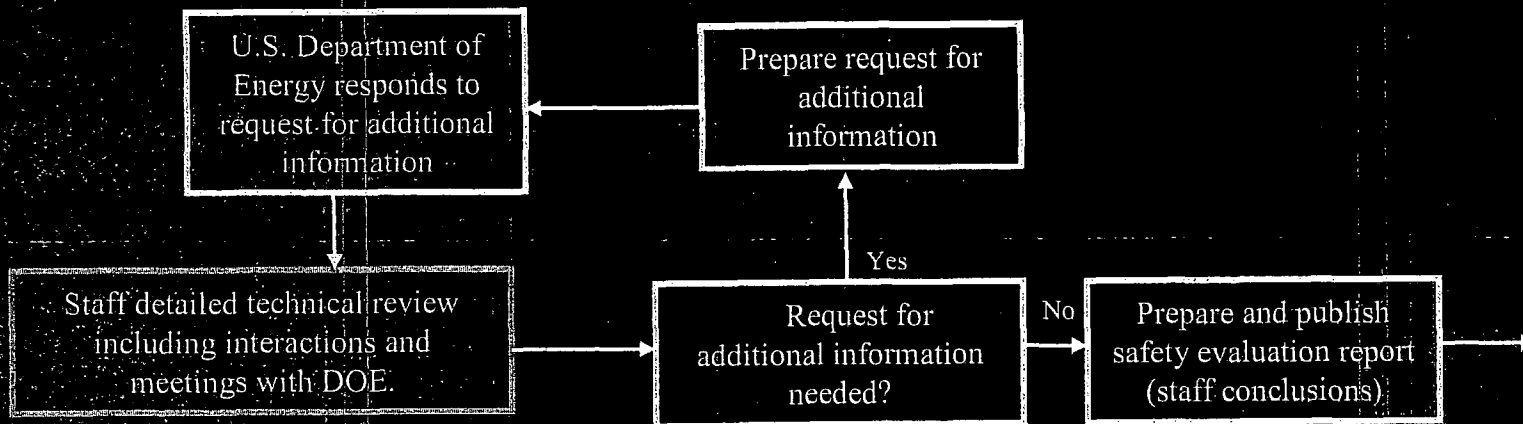 U.S. Department of
Energy responds to
request for additional
information
Prepare request for
additional
information
Yes
Staff detailed technical review
including interactions and
meetings with DOE.
Request for
additional information
needed?
No
Prepare and publish
safety evaluation report
(staff conclusions)